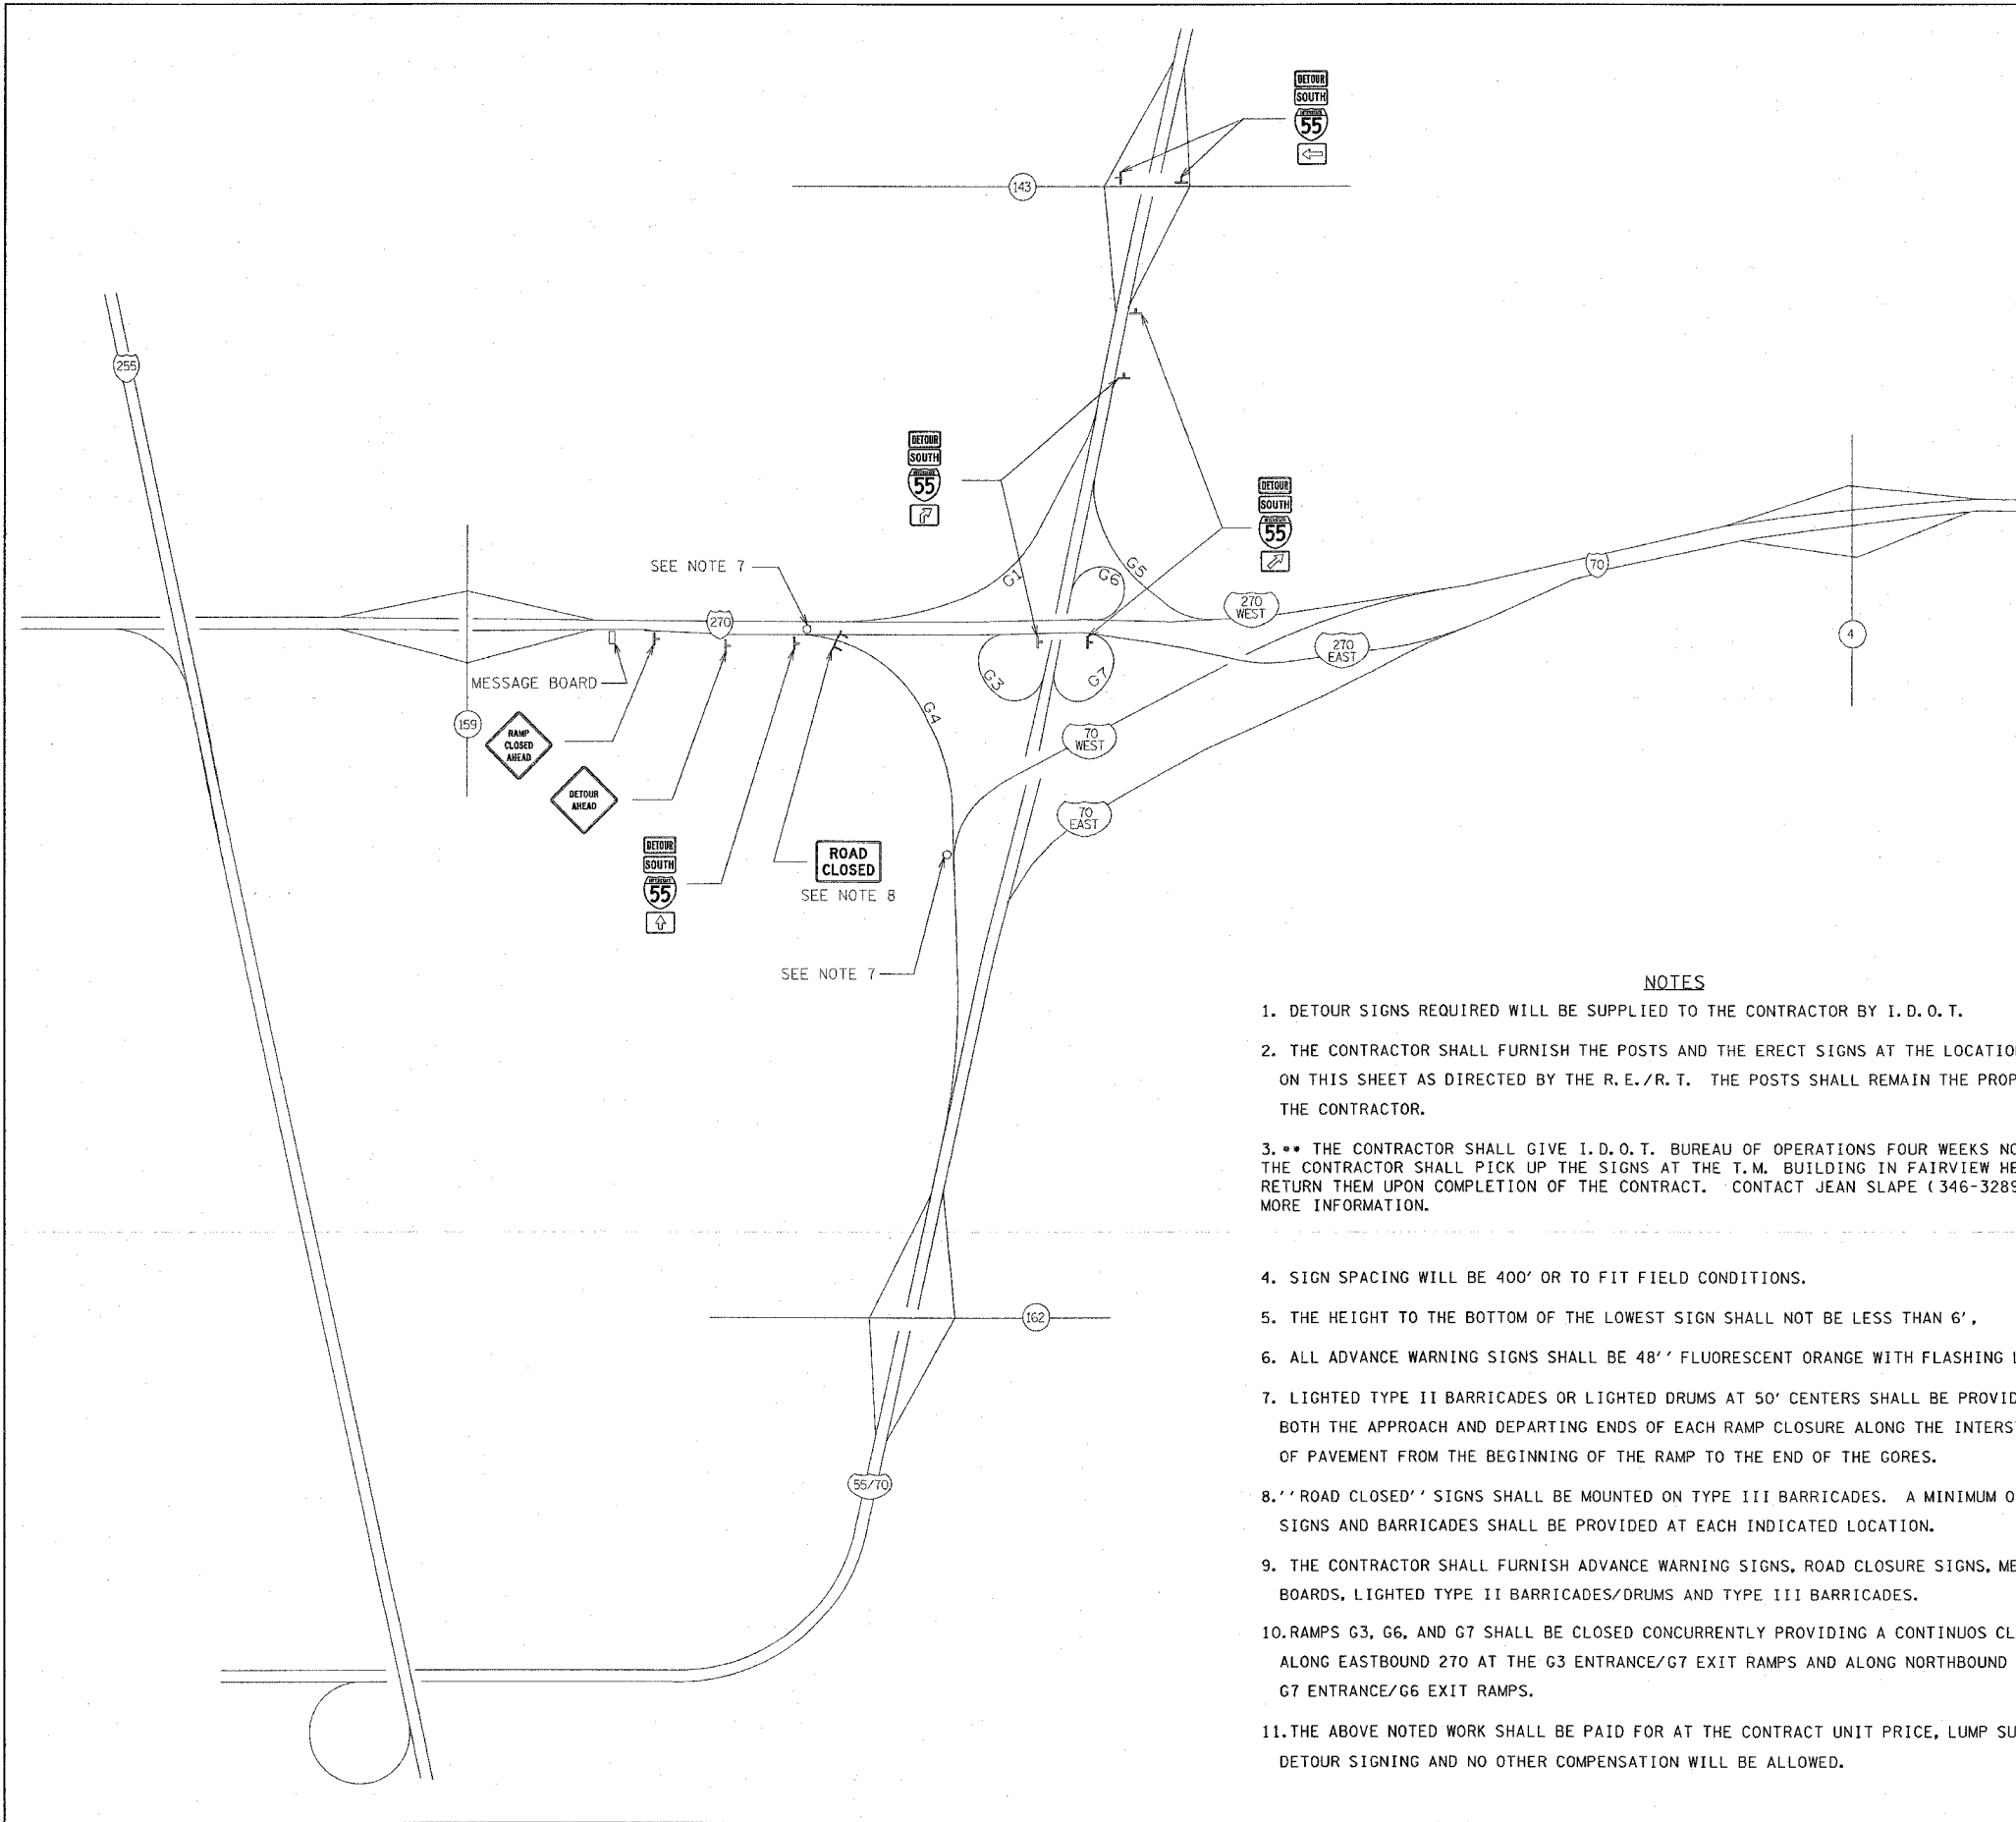 DETOUR
SOUTH
INTERSTATE
55
143
255
DETOUR
SOUTH
INTERSTATE
55
DETOUR
SOUTH
INTERSTATE
55
SEE NOTE 7
G1
G6
G5
70
270
WEST
270
4
270
EAST
MESSAGE BOARD
G3
G7
G4
159
RAMP
CLOSED
AHEAD
70
WEST
DETOUR
AHEAD
70
EAST
DETOUR
SOUTH
INTERSTATE
55
ROAD
CLOSED
SEE NOTE 8
SEE NOTE 7
162
55/70
NOTES
1. DETOUR SIGNS REQUIRED WILL BE SUPPLIED TO THE CONTRACTOR BY I.D.O.T.
2. THE CONTRACTOR SHALL FURNISH THE POSTS AND THE ERECT SIGNS AT THE LOCATIO
ON THIS SHEET AS DIRECTED BY THE R.E./R.T. THE POSTS SHALL REMAIN THE PROP
THE CONTRACTOR.
3. ** THE CONTRACTOR SHALL GIVE I.D.O.T. BUREAU OF OPERATIONS FOUR WEEKS NO
THE CONTRACTOR SHALL PICK UP THE SIGNS AT THE T.M. BUILDING IN FAIRVIEW HE
RETURN THEM UPON COMPLETION OF THE CONTRACT. CONTACT JEAN SLAPE (346-3289
MORE INFORMATION.
4. SIGN SPACING WILL BE 400' OR TO FIT FIELD CONDITIONS.
5. THE HEIGHT TO THE BOTTOM OF THE LOWEST SIGN SHALL NOT BE LESS THAN 6',
6. ALL ADVANCE WARNING SIGNS SHALL BE 48'' FLUORESCENT ORANGE WITH FLASHING L
7. LIGHTED TYPE II BARRICADES OR LIGHTED DRUMS AT 50' CENTERS SHALL BE PROVID
BOTH THE APPROACH AND DEPARTING ENDS OF EACH RAMP CLOSURE ALONG THE INTERS
OF PAVEMENT FROM THE BEGINNING OF THE RAMP TO THE END OF THE GORES.
8.''ROAD CLOSED'' SIGNS SHALL BE MOUNTED ON TYPE III BARRICADES. A MINIMUM O
SIGNS AND BARRICADES SHALL BE PROVIDED AT EACH INDICATED LOCATION.
9. THE CONTRACTOR SHALL FURNISH ADVANCE WARNING SIGNS, ROAD CLOSURE SIGNS, ME
BOARDS, LIGHTED TYPE II BARRICADES/DRUMS AND TYPE III BARRICADES.
10.RAMPS G3, G6, AND G7 SHALL BE CLOSED CONCURRENTLY PROVIDING A CONTINUOS CL
ALONG EASTBOUND 270 AT THE G3 ENTRANCE/G7 EXIT RAMPS AND ALONG NORTHBOUND
G7 ENTRANCE/G6 EXIT RAMPS.
11.THE ABOVE NOTED WORK SHALL BE PAID FOR AT THE CONTRACT UNIT PRICE, LUMP SU
DETOUR SIGNING AND NO OTHER COMPENSATION WILL BE ALLOWED.